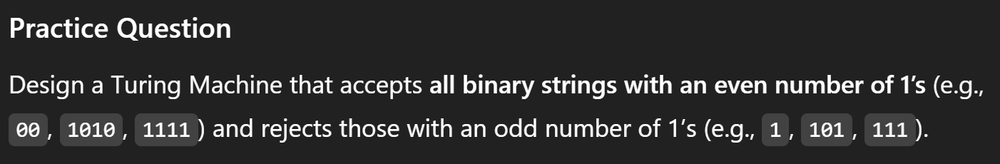 Practice Question
Design a Turing Machine that accepts all binary strings with an even number of 1’s (e.g.,
00, 1010, 1111) and rejects those with an odd number of 1’s (e.g., 1, 101, 111).